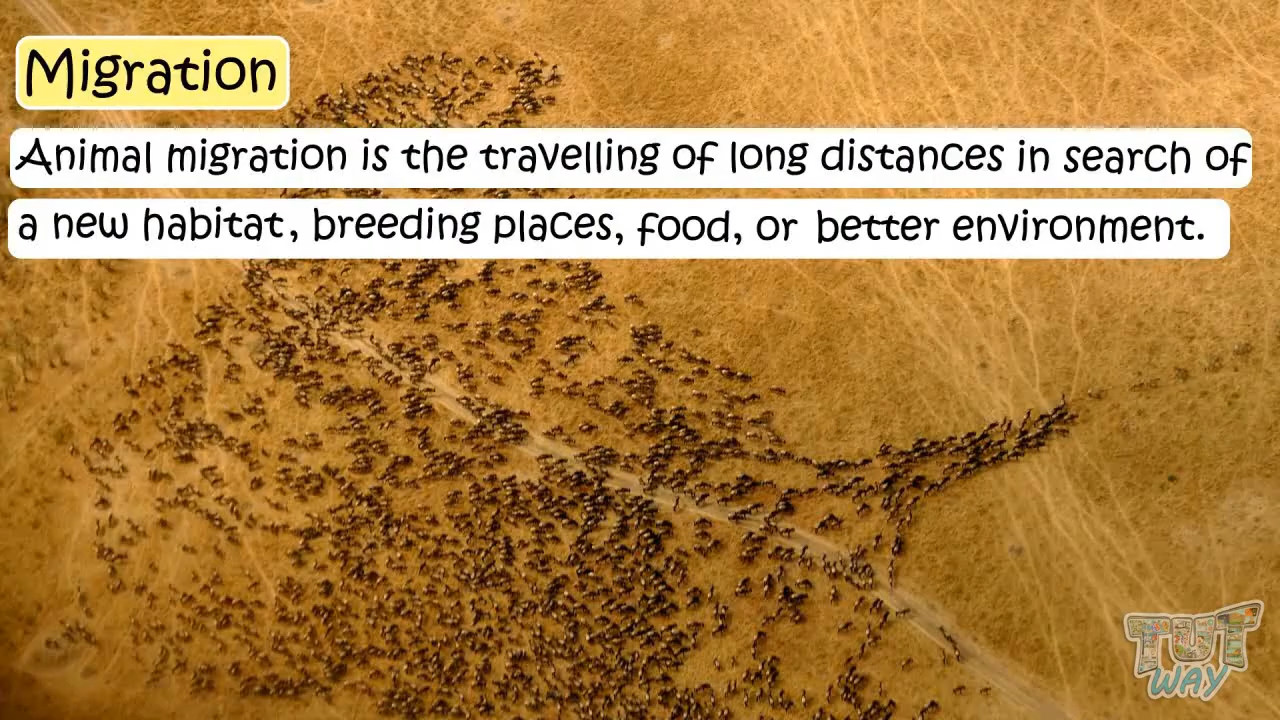 Migration
Animal migration is the travelling of long distances in search of
a new habitat, breeding places, food, or better environment.
TUT
WAY